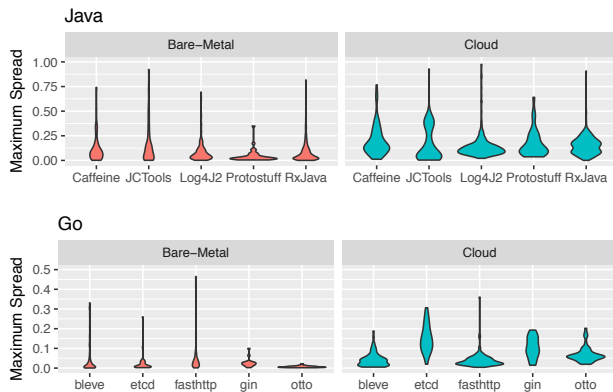 Java
Bare-Metal Cloud
Maximum Spread
1.00
0.75
0.50
0.25
0.00
Caffeine JCTools Log4J2 Protostuff RxJava Caffeine JCTools Log4J2 Protostuff RxJava
Go
Bare-Metal Cloud
Maximum Spread
0.5
0.4
0.3
0.2
0.1
0.0
bleve etcd fasthttp gin otto bleve etcd fasthttp gin otto